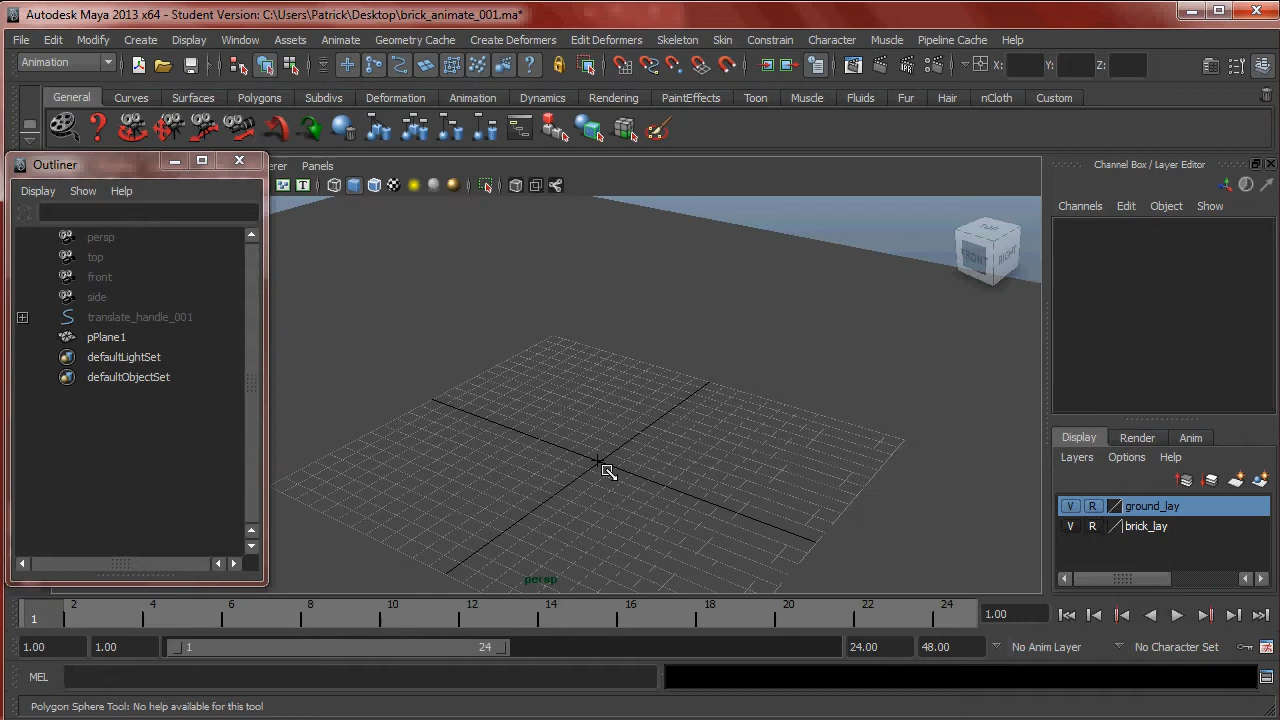 Autodesk Maya 2013 x64 - Student Version: C:\Users\Patrick\Desktop\brick_animate_001.ma*
File Edit Modify Create Display Window Assets Animate Geometry Cache Create Deformers Edit Deformers Skeleton Skin Constrain Character Muscle Pipeline Cache Help
Animation X: Y: Z:
General Curves Surfaces Polygons Subdivs Deformation Animation Dynamics Rendering PaintEffects Toon Muscle Fluids Fur Hair nCloth Custom
Outliner
Panels
Channel Box / Layer Editor
Display Show Help
Channels Edit Object Show
persp
top
front
side
translate_handle_001
pPlane1
defaultLightSet
defaultObjectSet
TOP
FRONT RIGHT
persp
Display Render Anim
Layers Options Help
V R ground_lay
V R brick_lay
1 2 4 6 8 10 12 14 16 18 20 22 24 1.00
1.00 1.00 1 24 24.00 48.00 No Anim Layer No Character Set
MEL
Polygon Sphere Tool: No help available for this tool